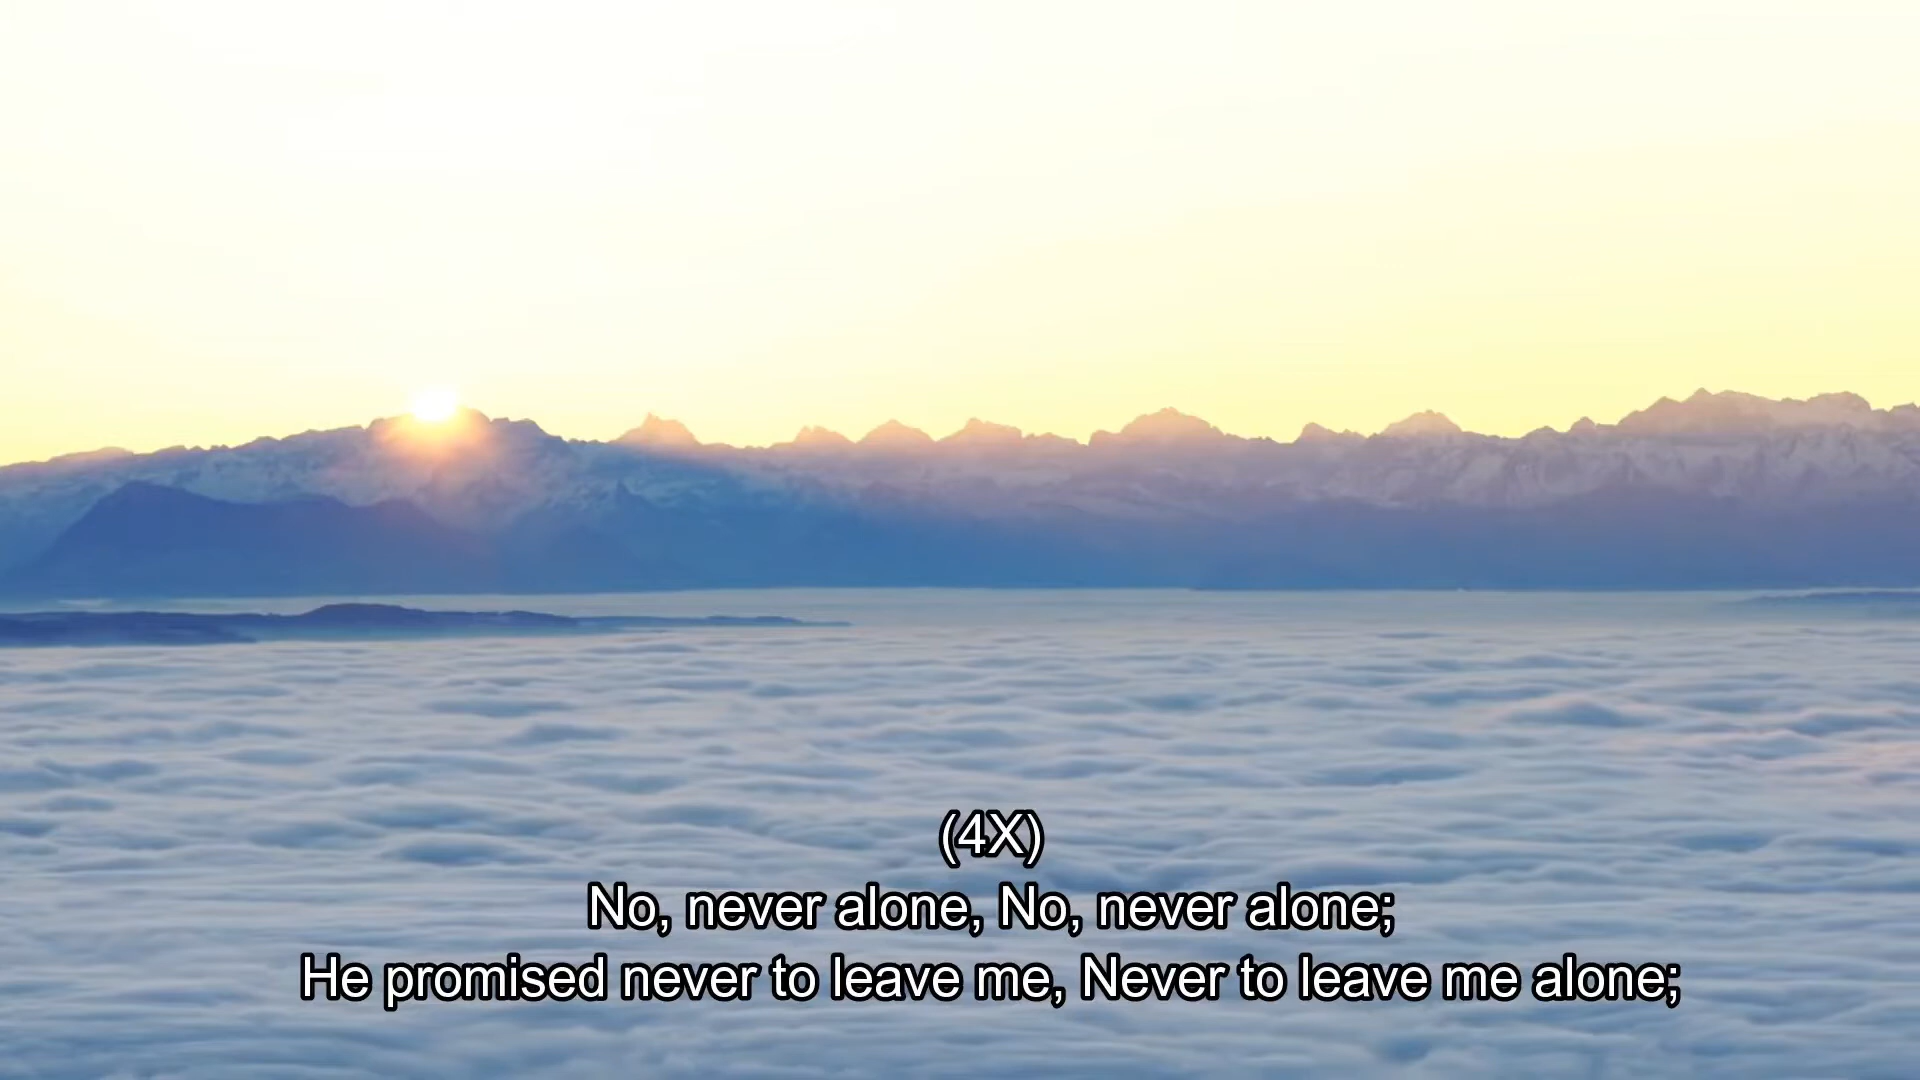 (4X)
No, never alone, No, never alone;
He promised never to leave me, Never to leave me alone;